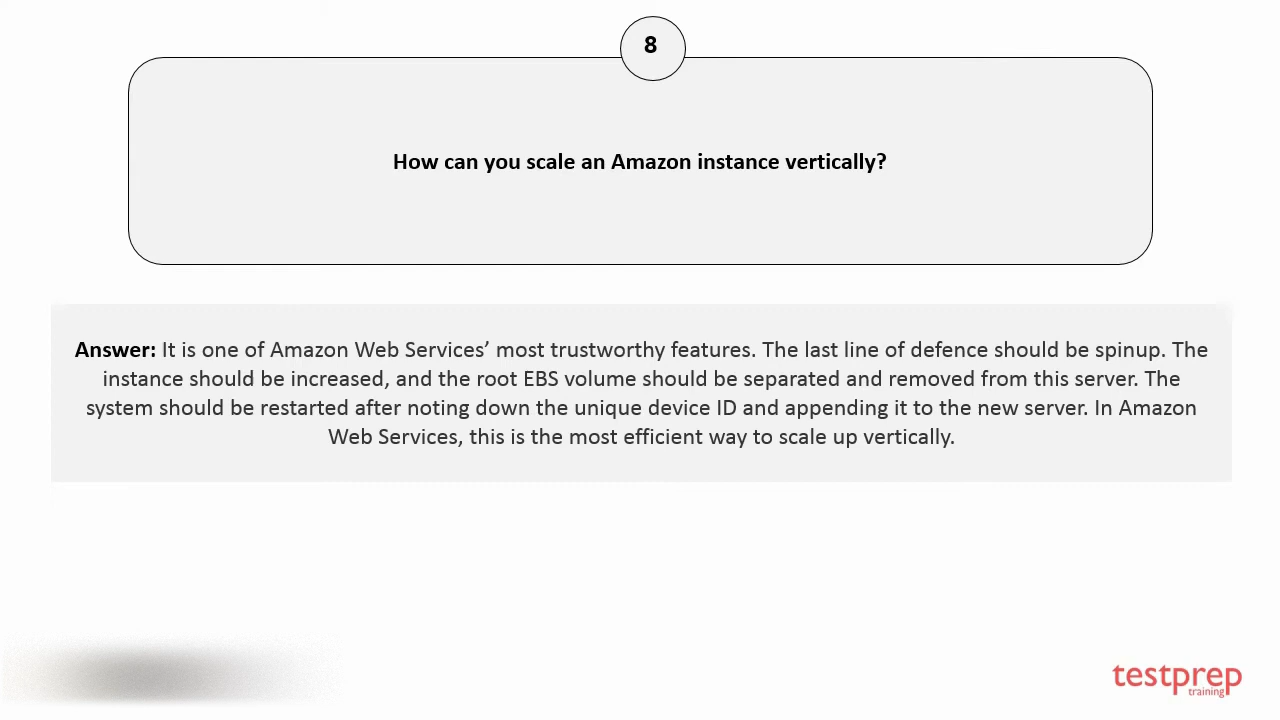 8
How can you scale an Amazon instance vertically?
Answer: It is one of Amazon Web Services’ most trustworthy features. The last line of defence should be spinup. The
instance should be increased, and the root EBS volume should be separated and removed from this server. The
system should be restarted after noting down the unique device ID and appending it to the new server. In Amazon
Web Services, this is the most efficient way to scale up vertically.
testprep
training